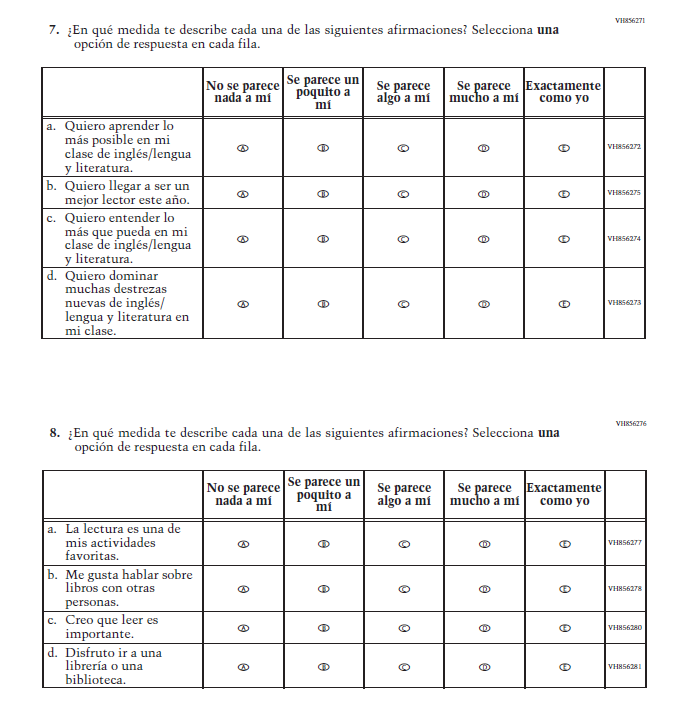 VH856271
7. ¿En qué medida te describe cada una de las siguientes afirmaciones? Selecciona una
opción de respuesta en cada fila.
No se parece
nada a mí
Se parece un
poquito a
mí
Se parece
algo a mí
Se parece
mucho a mí
Exactamente
como yo
a. Quiero aprender lo
más posible en mi
clase de inglés/lengua
y literatura.
A B C D E VH856272
b. Quiero llegar a ser un
mejor lector este año.
A B C D E VH856275
c. Quiero entender lo
más que pueda en mi
clase de inglés/lengua
y literatura.
A B C D E VH856274
d. Quiero dominar
muchas destrezas
nuevas de inglés/
lengua y literatura en
mi clase.
A B C D E VH856273
VH856276
8. ¿En qué medida te describe cada una de las siguientes afirmaciones? Selecciona una
opción de respuesta en cada fila.
No se parece
nada a mí
Se parece un
poquito a
mí
Se parece
algo a mí
Se parece
mucho a mí
Exactamente
como yo
a. La lectura es una de
mis actividades
favoritas.
A B C D E VH856277
b. Me gusta hablar sobre
libros con otras
personas.
A B C D E VH856278
c. Creo que leer es
importante.
A B C D E VH856280
d. Disfruto ir a una
librería o una
biblioteca.
A B C D E VH856281